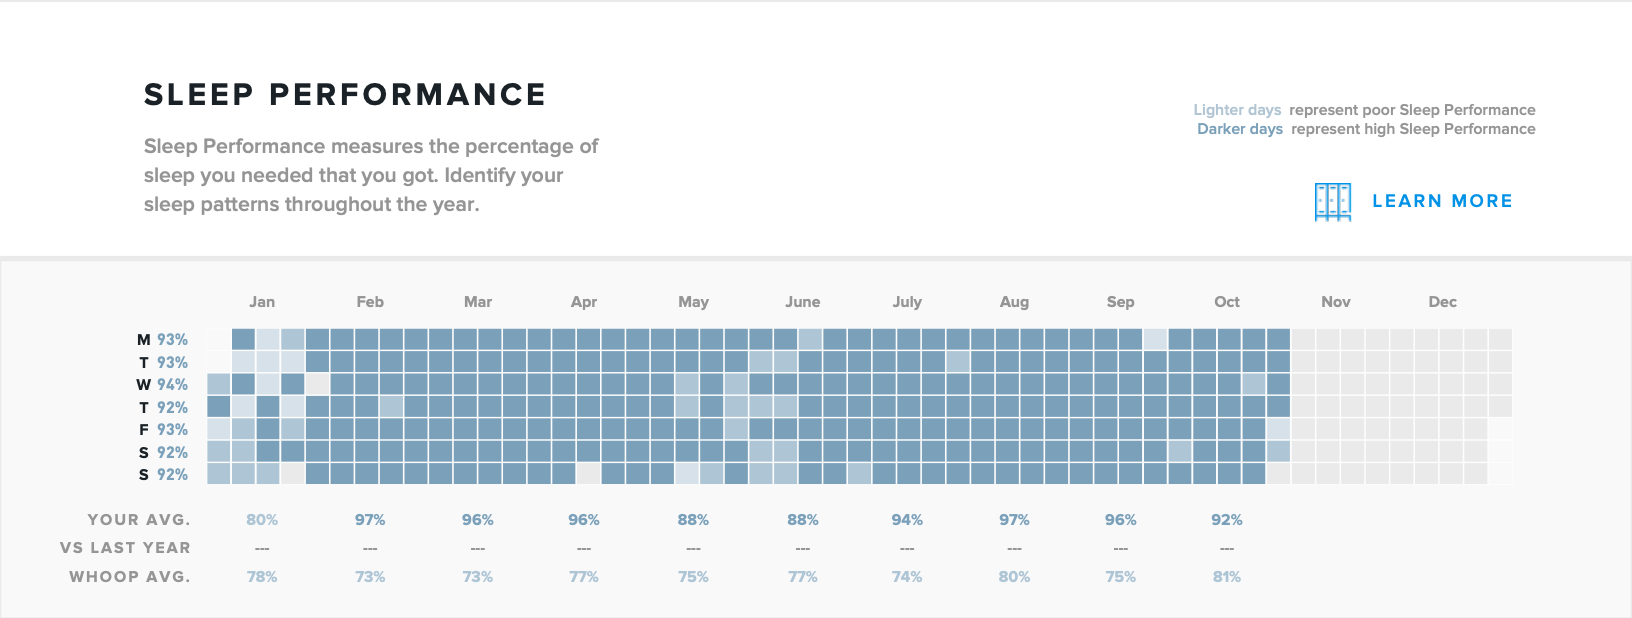 SLEEP PERFORMANCE
Sleep Performance measures the percentage of
sleep you needed that you got. Identify your
sleep patterns throughout the year.
Lighter days represent poor Sleep Performance
Darker days represent high Sleep Performance
LEARN MORE
Jan Feb Mar Apr May June July Aug Sep Oct Nov Dec
M 93%
T 93%
W 94%
T 92%
F 93%
S 92%
S 92%
YOUR AVG. 80% 97% 96% 96% 88% 88% 94% 97% 96% 92%
VS LAST YEAR --- --- --- --- --- --- --- --- --- ---
WHOOP AVG. 78% 73% 73% 77% 75% 77% 74% 80% 75% 81%